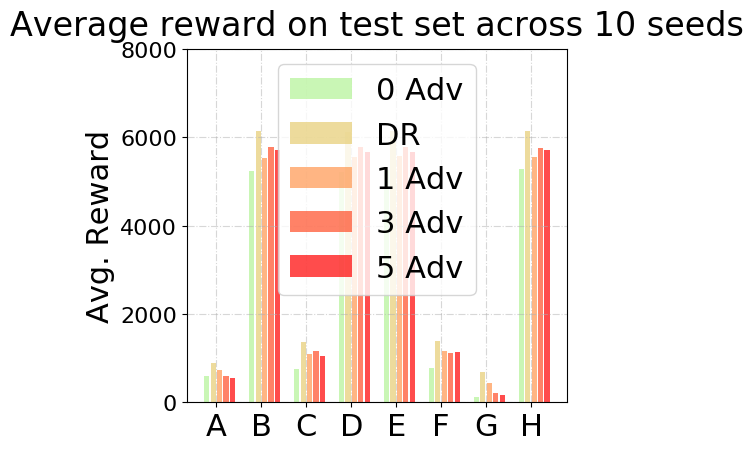 Average reward on test set across 10 seeds
Avg. Reward
8000
6000
4000
2000
0
0 Adv
DR
1 Adv
3 Adv
5 Adv
A B C D E F G H